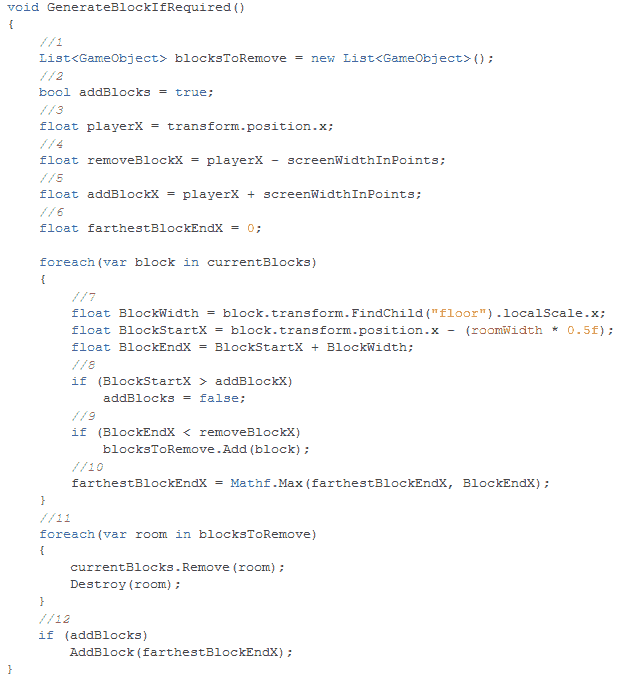 void GenerateBlockIfRequired()
{
//1
List<GameObject> blocksToRemove = new List<GameObject>();
//2
bool addBlocks = true;
//3
float playerX = transform.position.x;
//4
float removeBlockX = playerX - screenWidthInPoints;
//5
float addBlockX = playerX + screenWidthInPoints;
//6
float farthestBlockEndX = 0;
foreach(var block in currentBlocks)
{
//7
float BlockWidth = block.transform.FindChild("floor").localScale.x;
float BlockStartX = block.transform.position.x - (roomWidth * 0.5f);
float BlockEndX = BlockStartX + BlockWidth;
//8
if (BlockStartX > addBlockX)
addBlocks = false;
//9
if (BlockEndX < removeBlockX)
blocksToRemove.Add(block);
//10
farthestBlockEndX = Mathf.Max(farthestBlockEndX, BlockEndX);
}
//11
foreach(var room in blocksToRemove)
{
currentBlocks.Remove(room);
Destroy(room);
}
//12
if (addBlocks)
AddBlock(farthestBlockEndX);
}